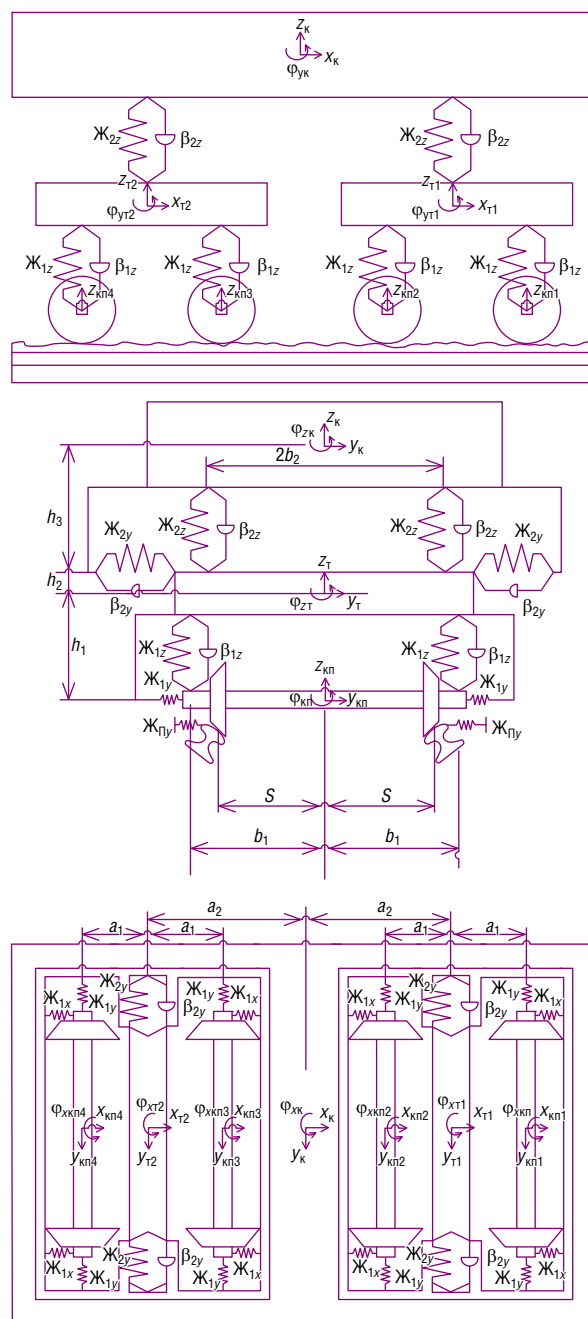 zк
xк
φук
Ж2z β2z Ж2z β2z
zт2 zт1
xт2 xт1
φут2 φут1
Ж1z β1z Ж1z β1z Ж1z β1z Ж1z β1z
zкп4 zкп3 zкп2 zкп1
zк
φzк
yк
2b2
h3
Ж2y Ж2z β2z Ж2z β2z Ж2y
h2
zт
β2y φzт yт β2y
h1
Ж1z β1z Ж1z β1z
Ж1y zкп Ж1y
φкп yкп
ЖПy ЖПy
S S
b1 b1
a2 a2
a1 a1 a1 a1
Ж2y Ж1y Ж2y Ж1y
Ж1x Ж1y Ж1x Ж1x Ж1y Ж1x
β2y β2y
φxкп4 xкп4 φxт2 xт2 φxкп3 xкп3 φxк xк φxкп2 xкп2 φxт1 xт1 φxкп xкп1
yкп4 yт2 yкп3 yк yкп2 yт1 yкп1
Ж1x Ж2y β2y Ж1x Ж1x Ж2y β2y Ж1x
Ж1y Ж1y Ж1y Ж1y